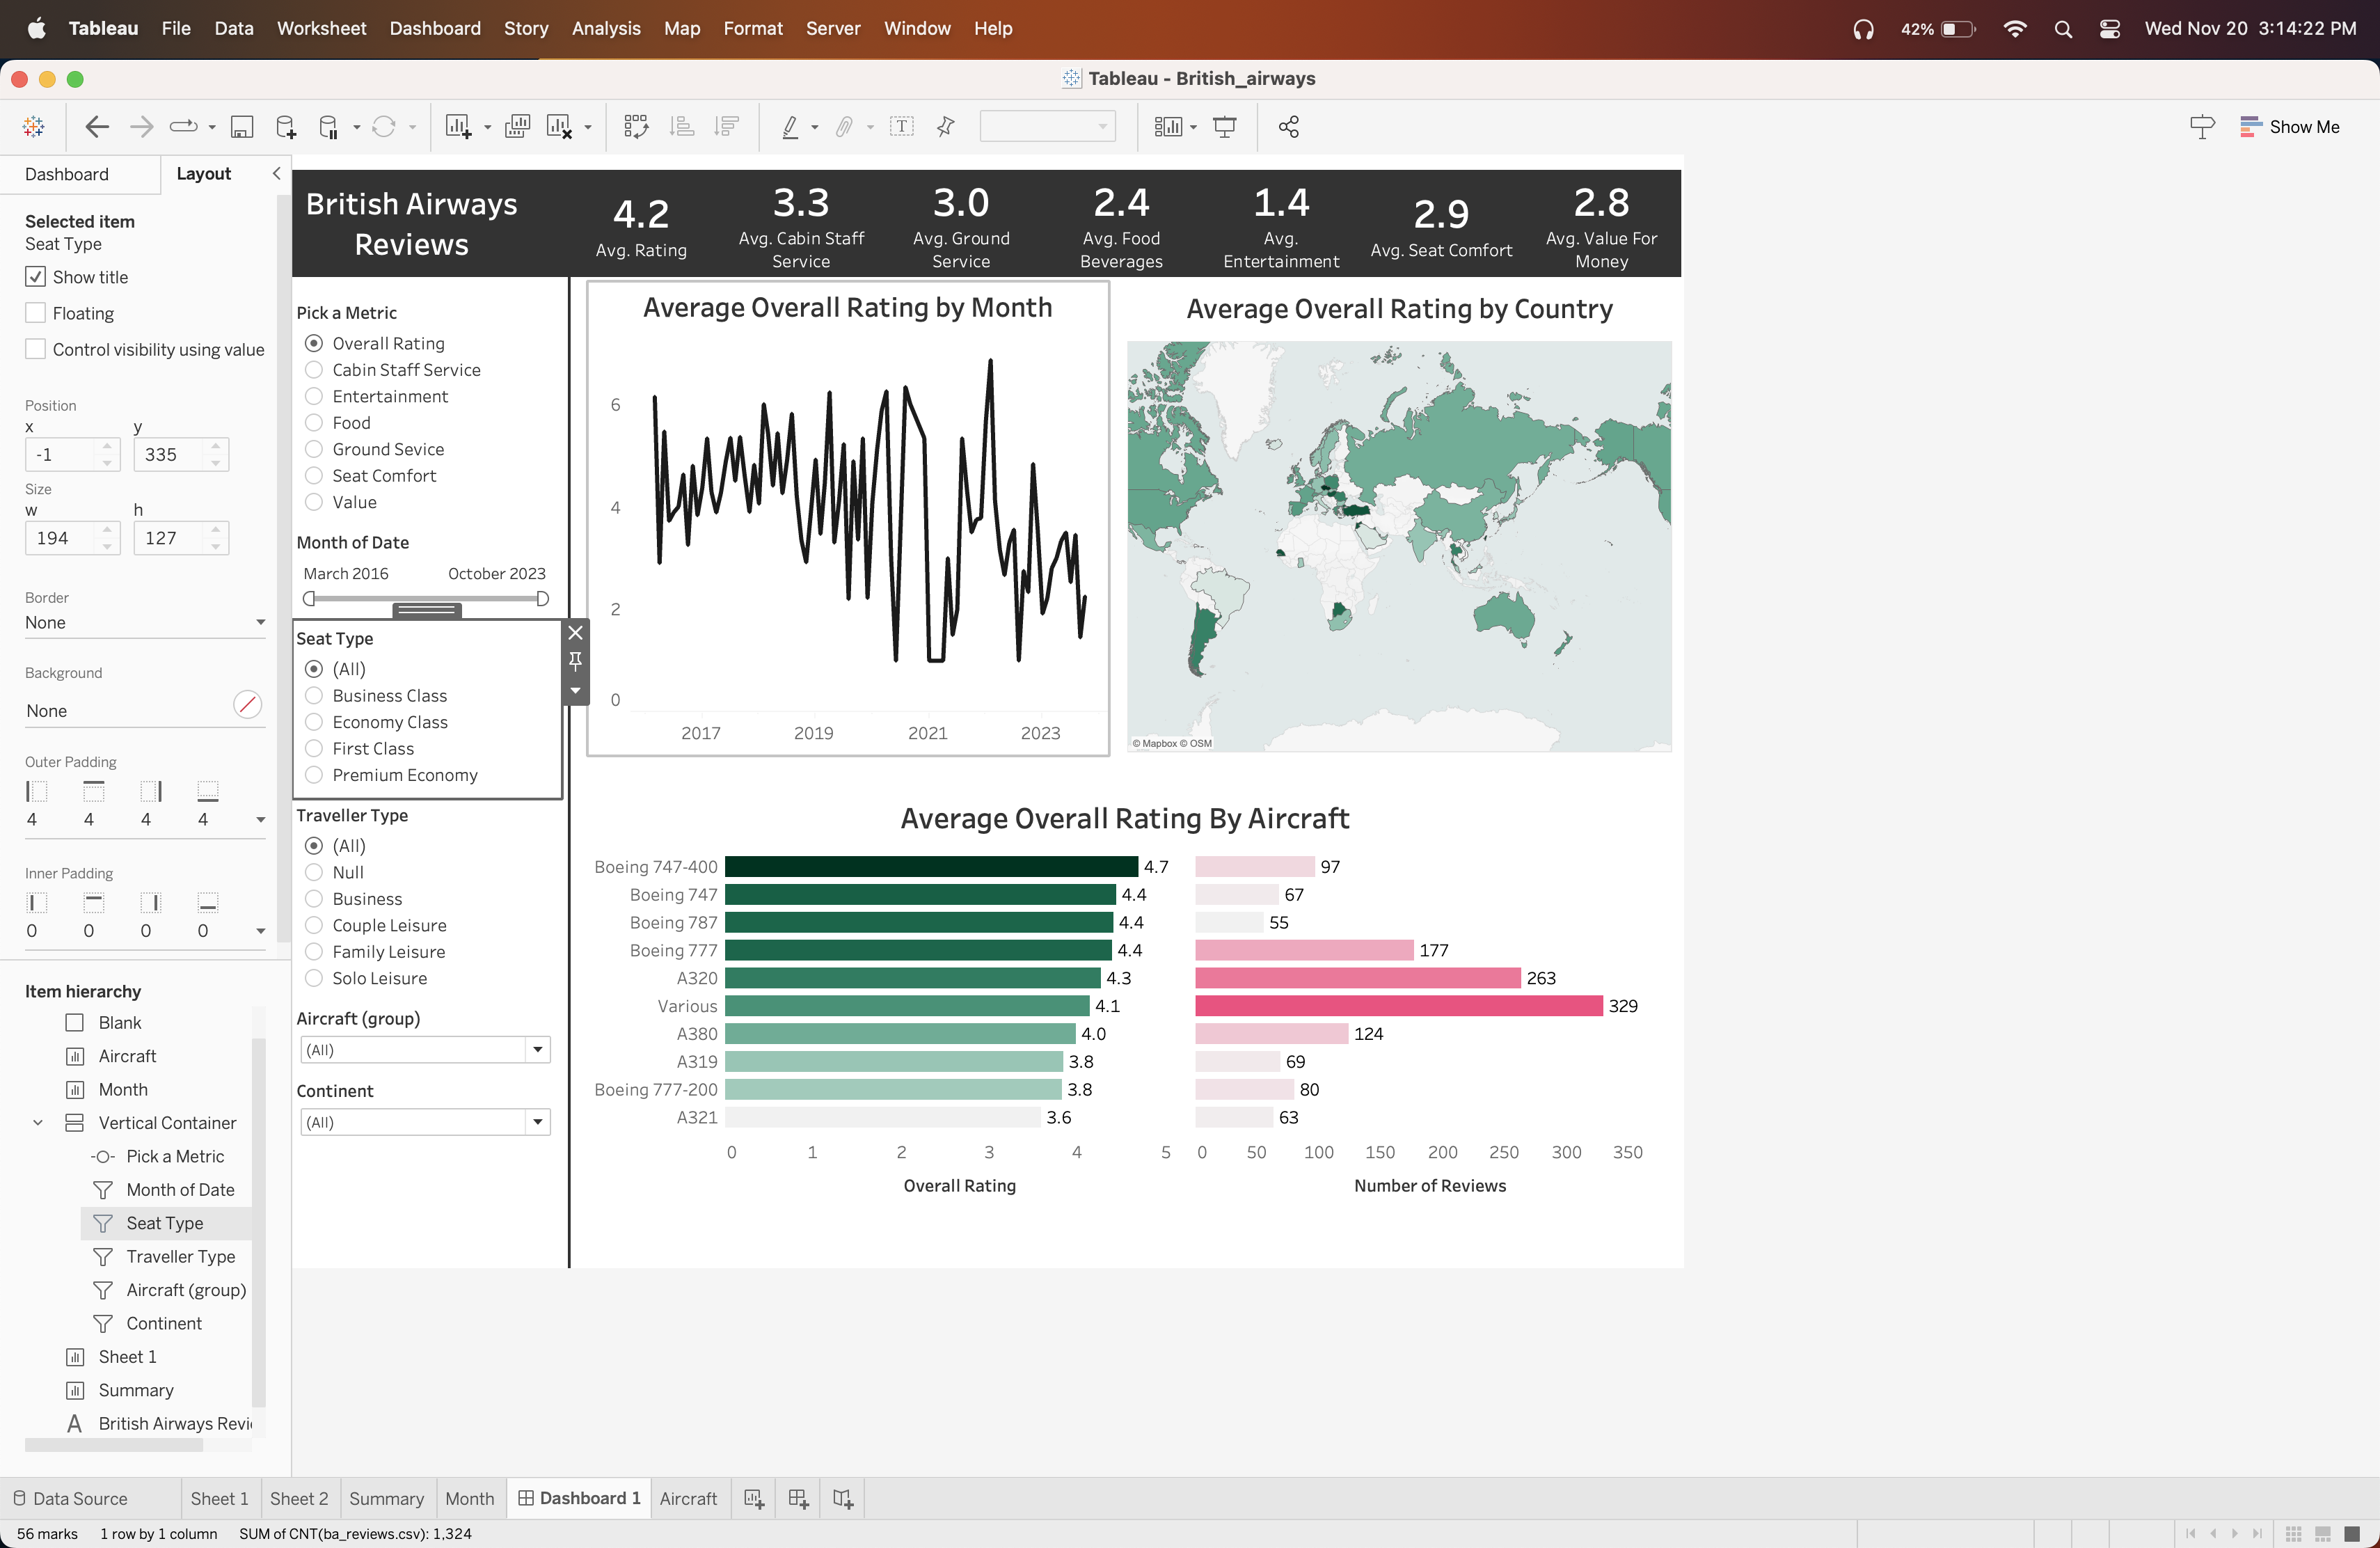 Tableau File Data Worksheet Dashboard Story Analysis Map Format Server Window Help 42% Wed Nov 20 3:14:22 PM
Tableau - British_airways
Show Me
Dashboard Layout
Selected item
Seat Type
Show title
Floating
Control visibility using value
Position
x y
-1 335
Size
w h
194 127
Border
None
Background
None
Outer Padding
4 4 4 4
Inner Padding
0 0 0 0
Item hierarchy
Blank
Aircraft
Month
Vertical Container
Pick a Metric
Month of Date
Seat Type
Traveller Type
Aircraft (group)
Continent
Sheet 1
Summary
British Airways Revi
British Airways
Reviews
4.2
Avg. Rating
3.3
Avg. Cabin Staff
Service
3.0
Avg. Ground
Service
2.4
Avg. Food
Beverages
1.4
Avg.
Entertainment
2.9
Avg. Seat Comfort
2.8
Avg. Value For
Money
Pick a Metric
Overall Rating
Cabin Staff Service
Entertainment
Food
Ground Sevice
Seat Comfort
Value
Month of Date
March 2016 October 2023
Seat Type
(All)
Business Class
Economy Class
First Class
Premium Economy
Traveller Type
(All)
Null
Business
Couple Leisure
Family Leisure
Solo Leisure
Aircraft (group)
(All)
Continent
(All)
Average Overall Rating by Month
6
4
2
0
2017 2019 2021 2023
Average Overall Rating by Country
© Mapbox © OSM
Average Overall Rating By Aircraft
Boeing 747-400 4.7 97
Boeing 747 4.4 67
Boeing 787 4.4 55
Boeing 777 4.4 177
A320 4.3 263
Various 4.1 329
A380 4.0 124
A319 3.8 69
Boeing 777-200 3.8 80
A321 3.6 63
0 1 2 3 4 5 0 50 100 150 200 250 300 350
Overall Rating Number of Reviews
Data Source Sheet 1 Sheet 2 Summary Month Dashboard 1 Aircraft
56 marks 1 row by 1 column SUM of CNT(ba_reviews.csv): 1,324